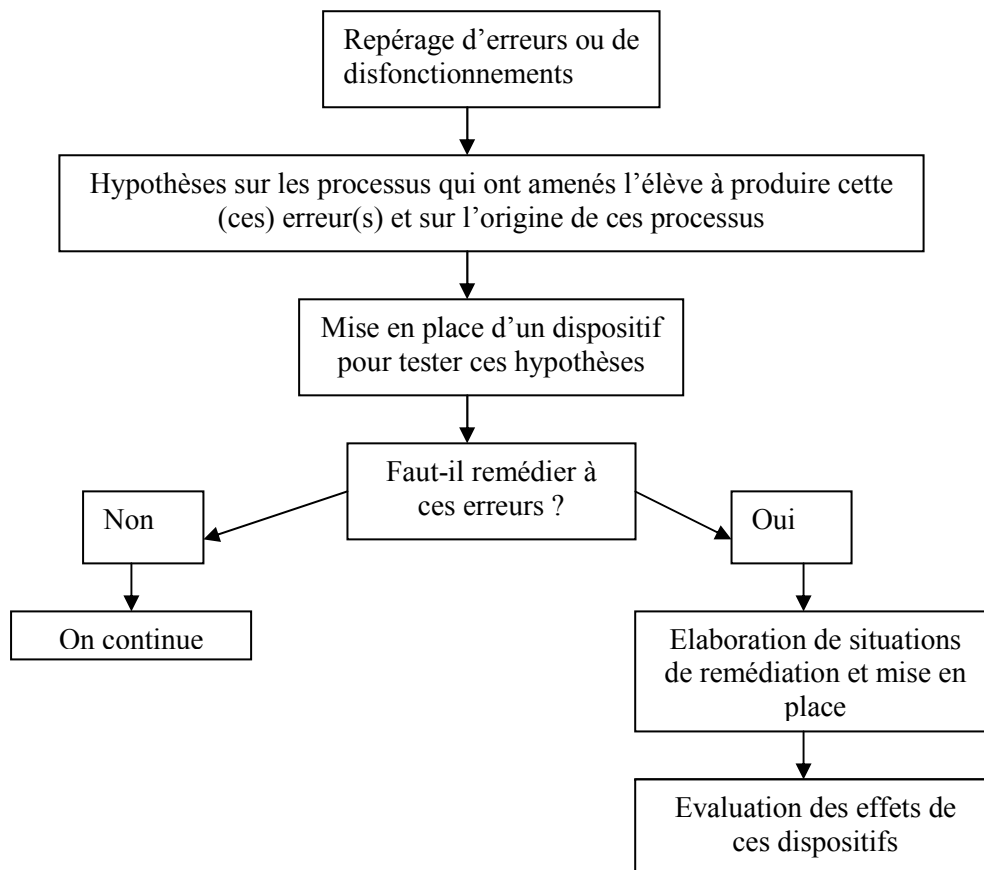 Repérage d’erreurs ou de
disfonctionnements
Hypothèses sur les processus qui ont amenés l’élève à produire cette
(ces) erreur(s) et sur l’origine de ces processus
Mise en place d’un dispositif
pour tester ces hypothèses
Faut-il remédier à
ces erreurs ?
Non
Oui
On continue
Elaboration de situations
de remédiation et mise en
place
Evaluation des effets de
ces dispositifs